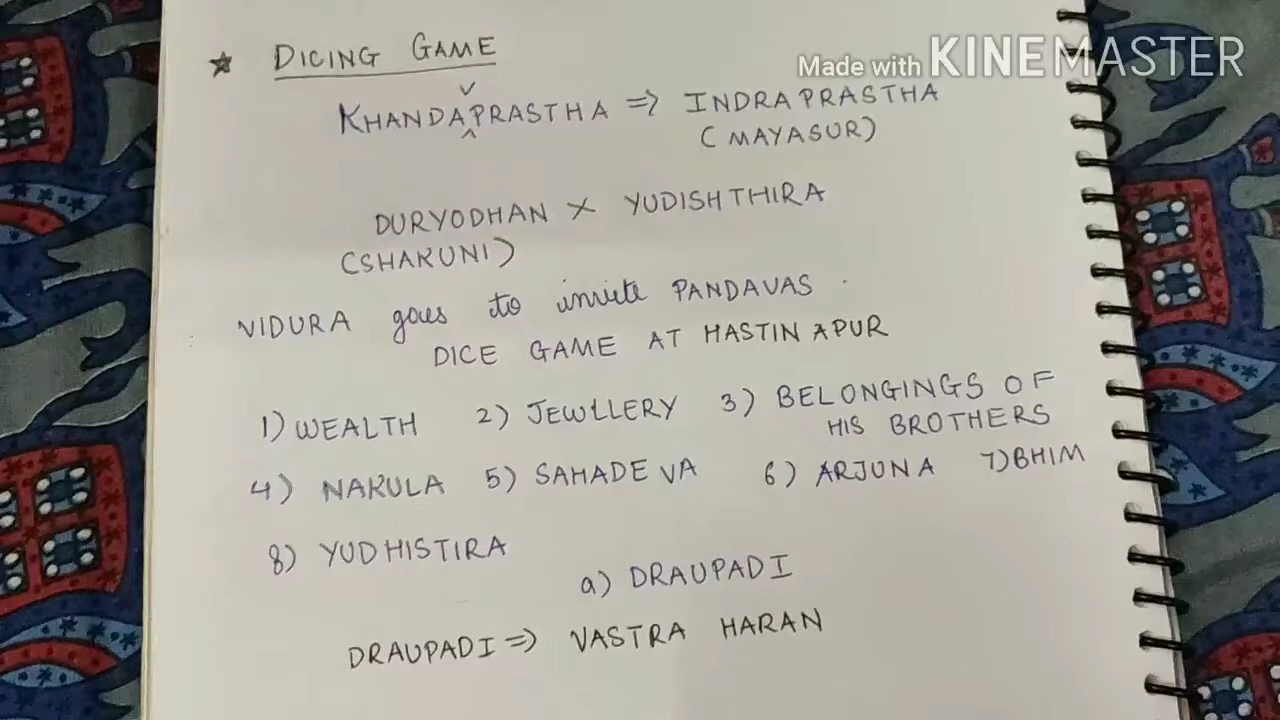 Made with KINEMASTER
★ DICING GAME
KHANDAPRASTHA => INDRAPRASTHA
(MAYASUR)
DURYODHAN × YUDISHTHIRA
(SHAKUNI)
VIDURA goes to invite PANDAVAS.
DICE GAME AT HASTINAPUR
1) WEALTH 2) JEWLLERY 3) BELONGINGS OF
HIS BROTHERS
4) NAKULA 5) SAHADEVA 6) ARJUNA 7) BHIM
8) YUDHISTIRA
a) DRAUPADI
DRAUPADI => VASTRA HARAN